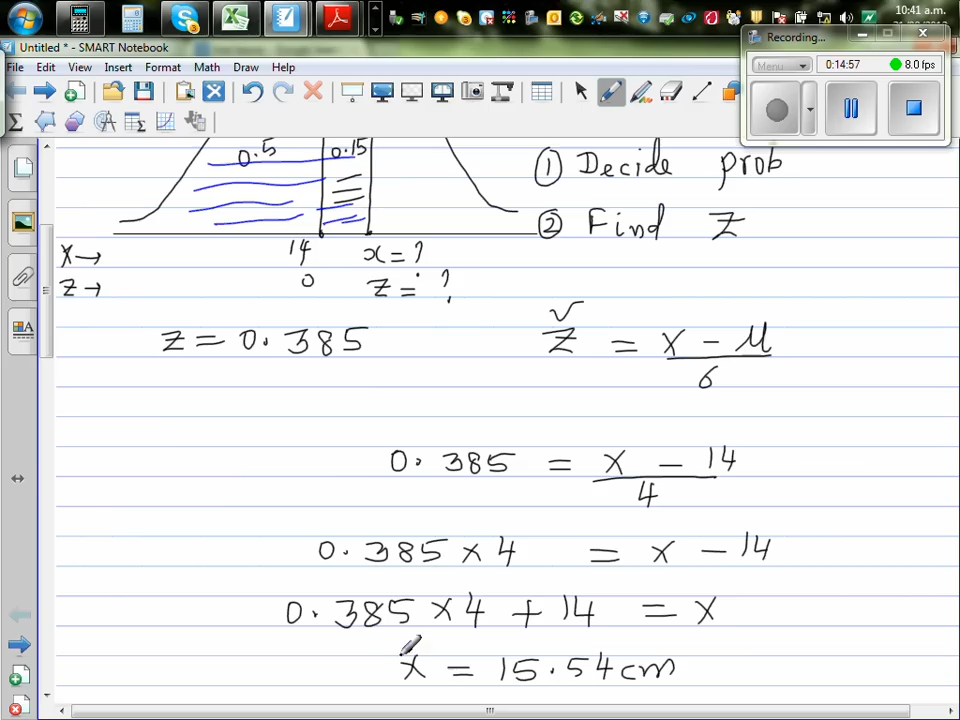 10:41 a.m.
Untitled * - SMART Notebook
Recording...
File Edit View Insert Format Math Draw Help
Menu 0:14:57 8.0 fps
0.5 0.15
① Decide prob
② Find Z
X→ 14 x = ?
Z→ 0 Z = ?
z = 0.385
Z = X - μ
σ
0.385 = X - 14
4
0.385 × 4 = X - 14
0.385 × 4 + 14 = X
X = 15.54 cm